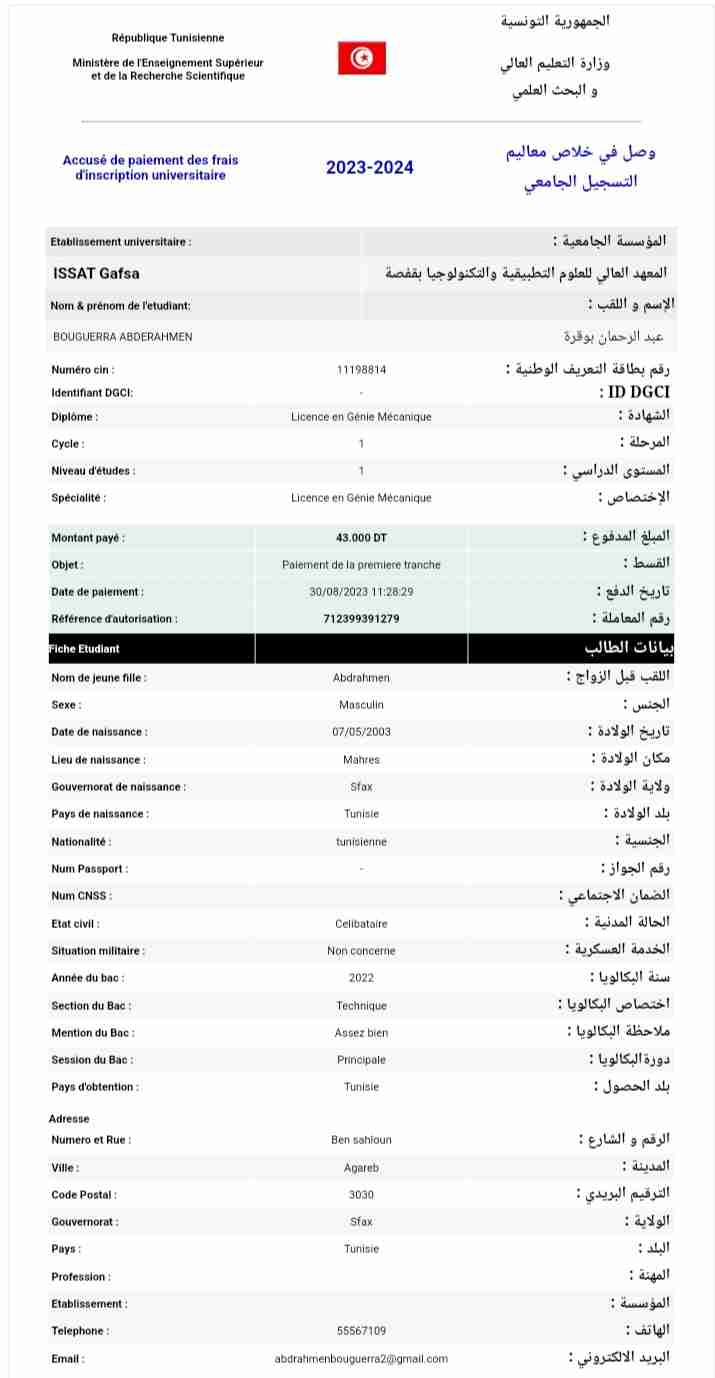 République Tunisienne
Ministère de l'Enseignement Supérieur
et de la Recherche Scientifique
الجمهورية التونسية
وزارة التعليم العالي
و البحث العلمي
Accusé de paiement des frais
d'inscription universitaire
2023-2024
وصل في خلاص معاليم
التسجيل الجامعي
Etablissement universitaire : المؤسسة الجامعية :
ISSAT Gafsa المعهد العالي للعلوم التطبيقية والتكنولوجيا بقفصة
Nom & prénom de l'etudiant: الإسم و اللقب :
BOUGUERRA ABDERAHMEN عبد الرحمان بوقرة
Numéro cin : 11198814 رقم بطاقة التعريف الوطنية :
Identifiant DGCI: - ID DGCI :
Diplôme : Licence en Génie Mécanique الشهادة :
Cycle : 1 المرحلة :
Niveau d'études : 1 المستوى الدراسي :
Spécialité : Licence en Génie Mécanique الإختصاص :
Montant payé : 43.000 DT المبلغ المدفوع :
Objet : Paiement de la premiere tranche القسط :
Date de paiement : 30/08/2023 11:28:29 تاريخ الدفع :
Référence d'autorisation : 712399391279 رقم المعاملة :
Fiche Etudiant بيانات الطالب
Nom de jeune fille : Abdrahmen اللقب قبل الزواج :
Sexe : Masculin الجنس :
Date de naissance : 07/05/2003 تاريخ الولادة :
Lieu de naissance : Mahres مكان الولادة :
Gouvernorat de naissance : Sfax ولاية الولادة :
Pays de naissance : Tunisie بلد الولادة :
Nationalité : tunisienne الجنسية :
Num Passport : - رقم الجواز :
Num CNSS : الضمان الاجتماعي :
Etat civil : Celibataire الحالة المدنية :
Situation militaire : Non concerne الخدمة العسكرية :
Année du bac : 2022 سنة البكالويا :
Section du Bac : Technique اختصاص البكالويا :
Mention du Bac : Assez bien ملاحظة البكالويا :
Session du Bac : Principale دورةالبكالويا :
Pays d'obtention : Tunisie بلد الحصول :
Adresse
Numero et Rue : Ben sahloun الرقم و الشارع :
Ville : Agareb المدينة :
Code Postal : 3030 الترقيم البريدي :
Gouvernorat : Sfax الولاية :
Pays : Tunisie البلد :
Profession : المهنة :
Etablissement : المؤسسة :
Telephone : 55567109 الهاتف :
Email : abdrahmenbouguerra2@gmail.com البريد الالكتروني :